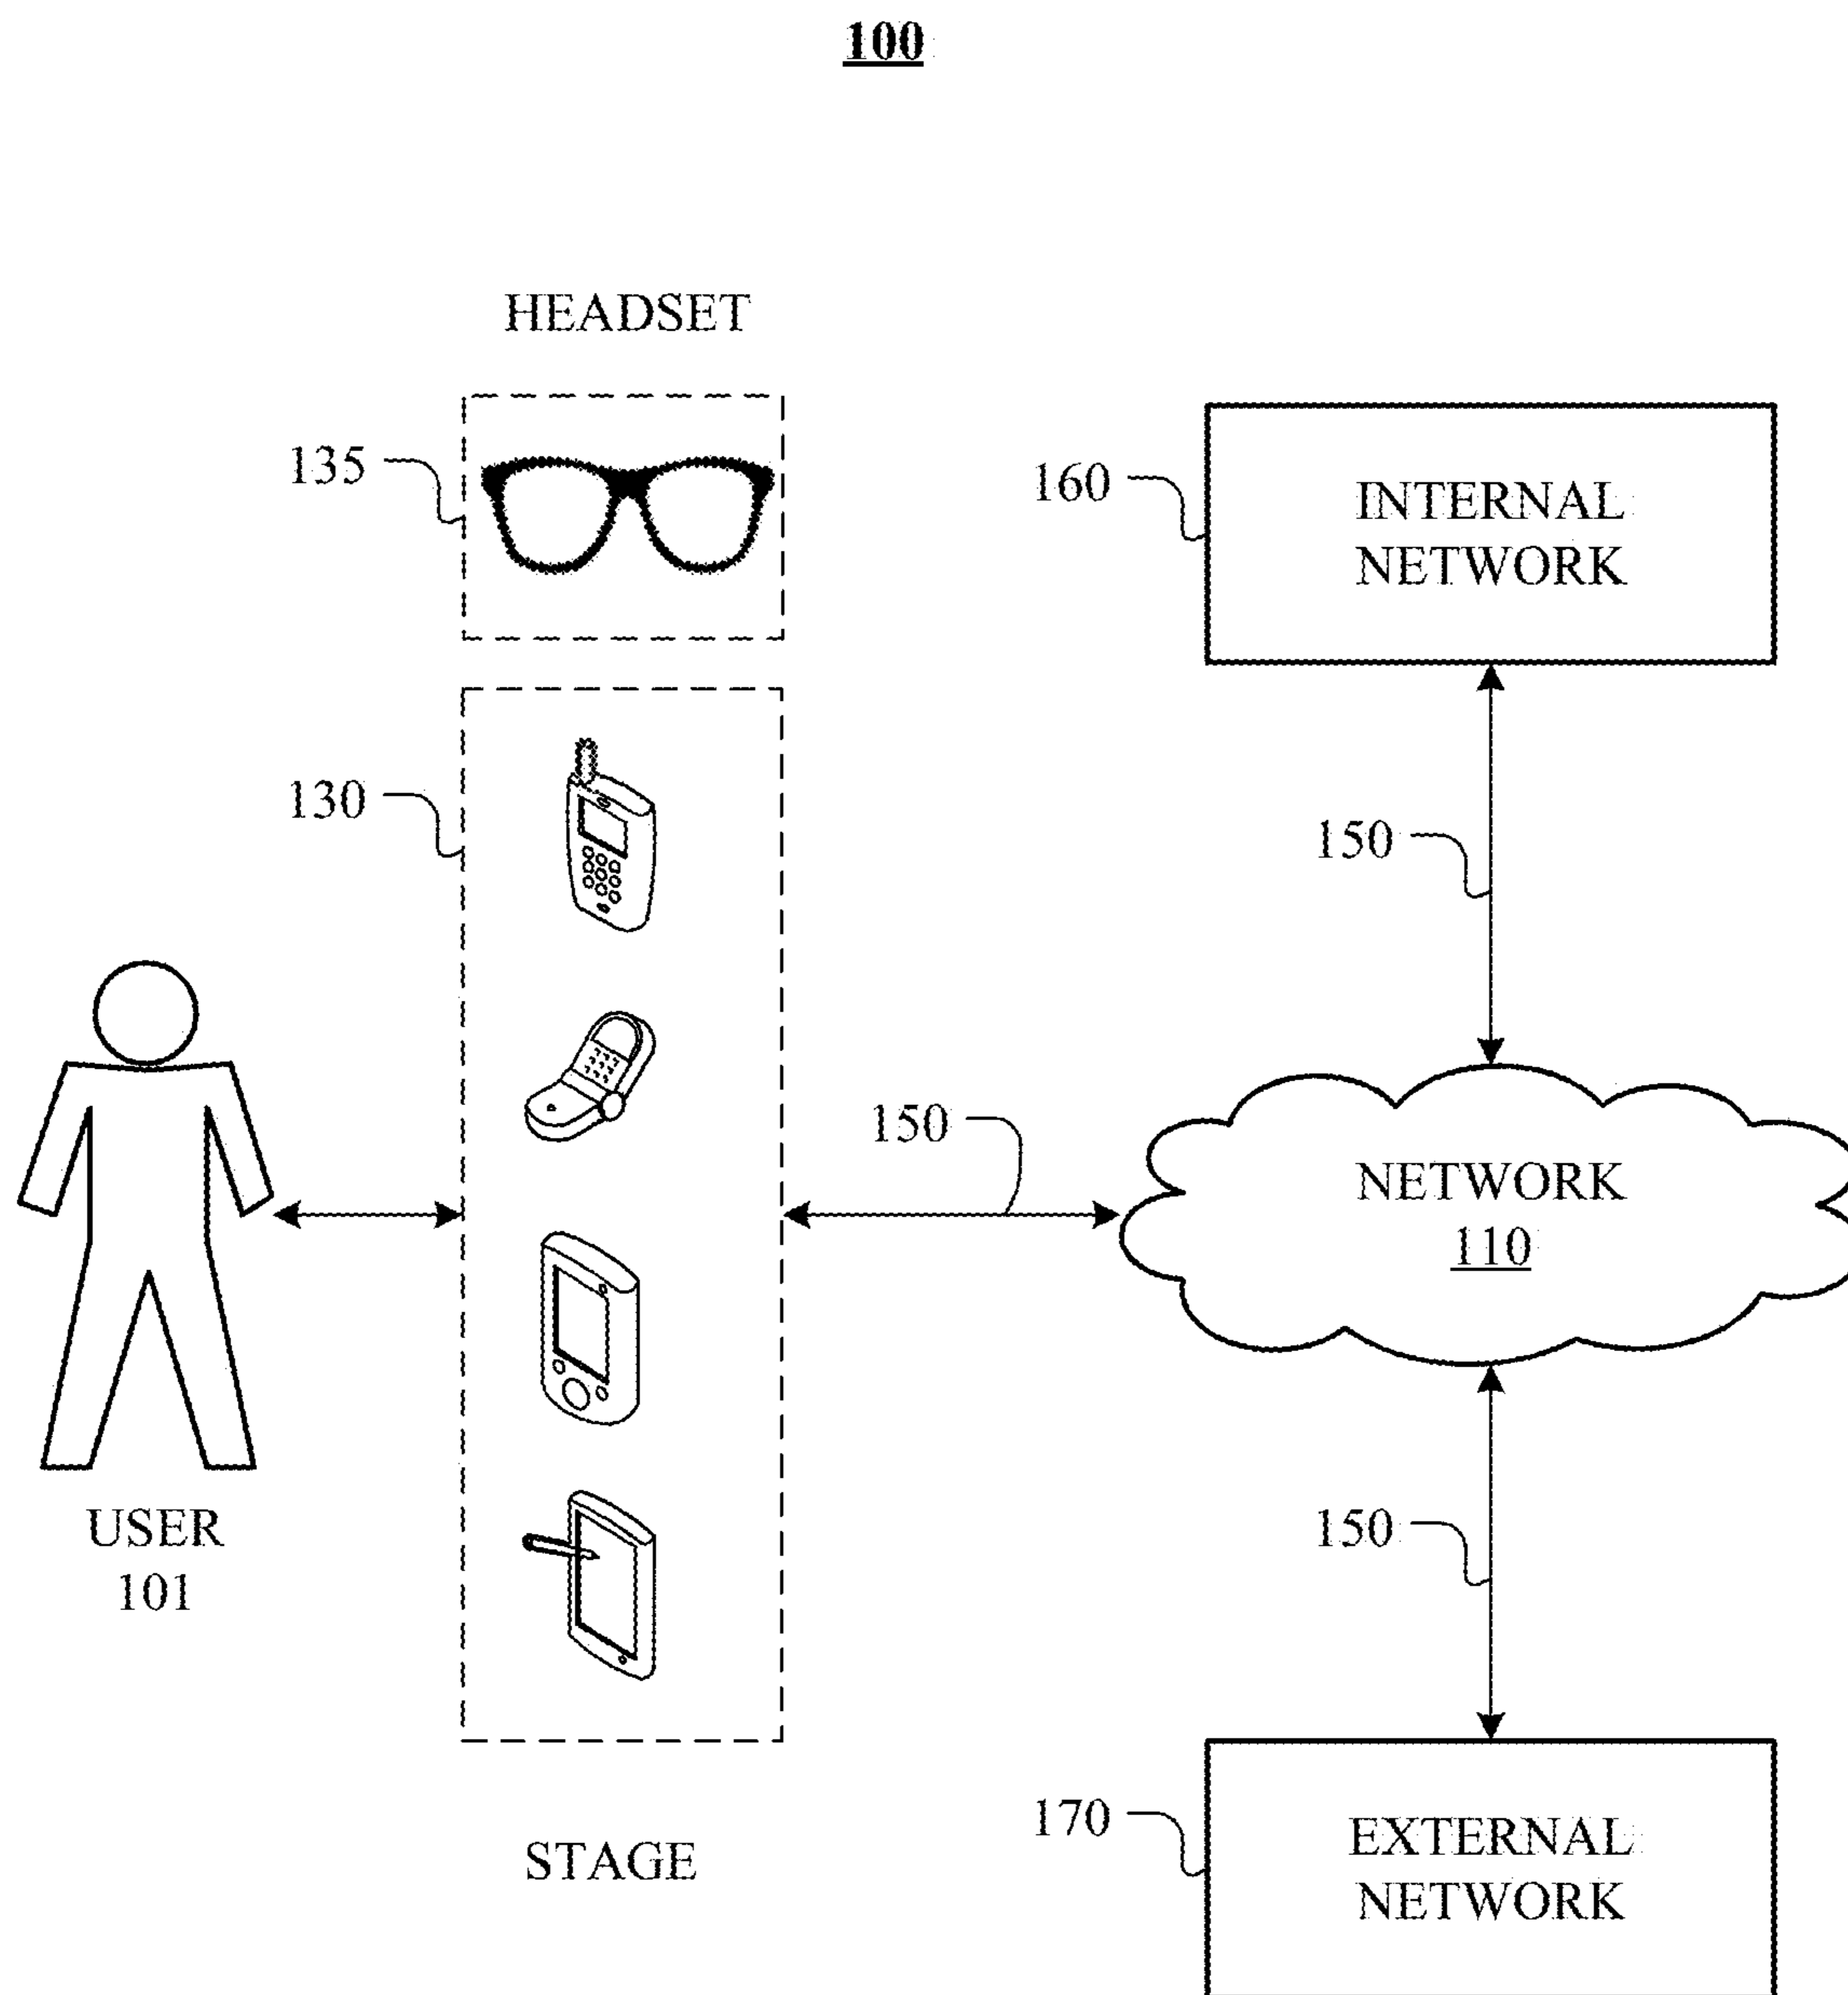 100
HEADSET
135
160
INTERNAL
NETWORK
130
150
150
NETWORK
110
USER
101
150
STAGE
170
EXTERNAL
NETWORK